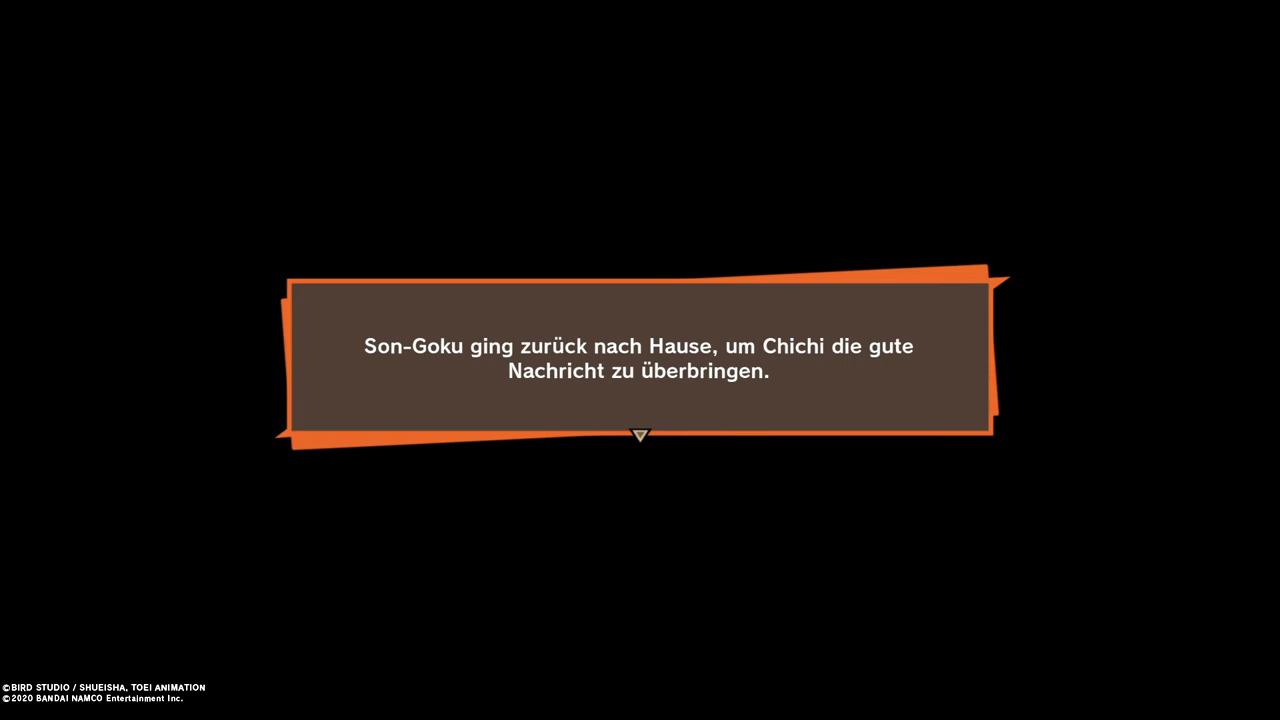 Son-Goku ging zurück nach Hause, um Chichi die gute
Nachricht zu überbringen.
©BIRD STUDIO / SHUEISHA, TOEI ANIMATION
©2020 BANDAI NAMCO Entertainment Inc.